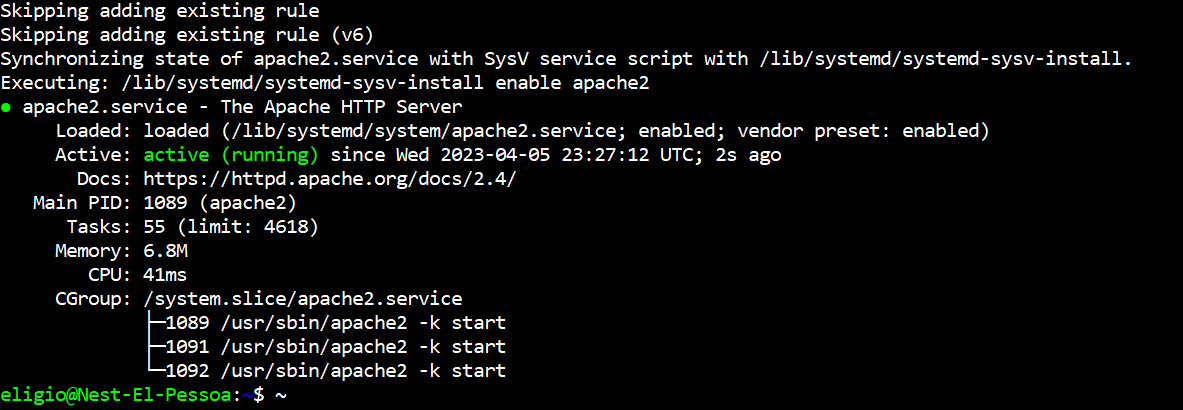 Skipping adding existing rule
Skipping adding existing rule (v6)
Synchronizing state of apache2.service with SysV service script with /lib/systemd/systemd-sysv-install.
Executing: /lib/systemd/systemd-sysv-install enable apache2
● apache2.service - The Apache HTTP Server
     Loaded: loaded (/lib/systemd/system/apache2.service; enabled; vendor preset: enabled)
     Active: active (running) since Wed 2023-04-05 23:27:12 UTC; 2s ago
       Docs: https://httpd.apache.org/docs/2.4/
   Main PID: 1089 (apache2)
      Tasks: 55 (limit: 4618)
     Memory: 6.8M
        CPU: 41ms
     CGroup: /system.slice/apache2.service
             ├─1089 /usr/sbin/apache2 -k start
             ├─1091 /usr/sbin/apache2 -k start
             └─1092 /usr/sbin/apache2 -k start
eligio@Nest-El-Pessoa:~$ ~